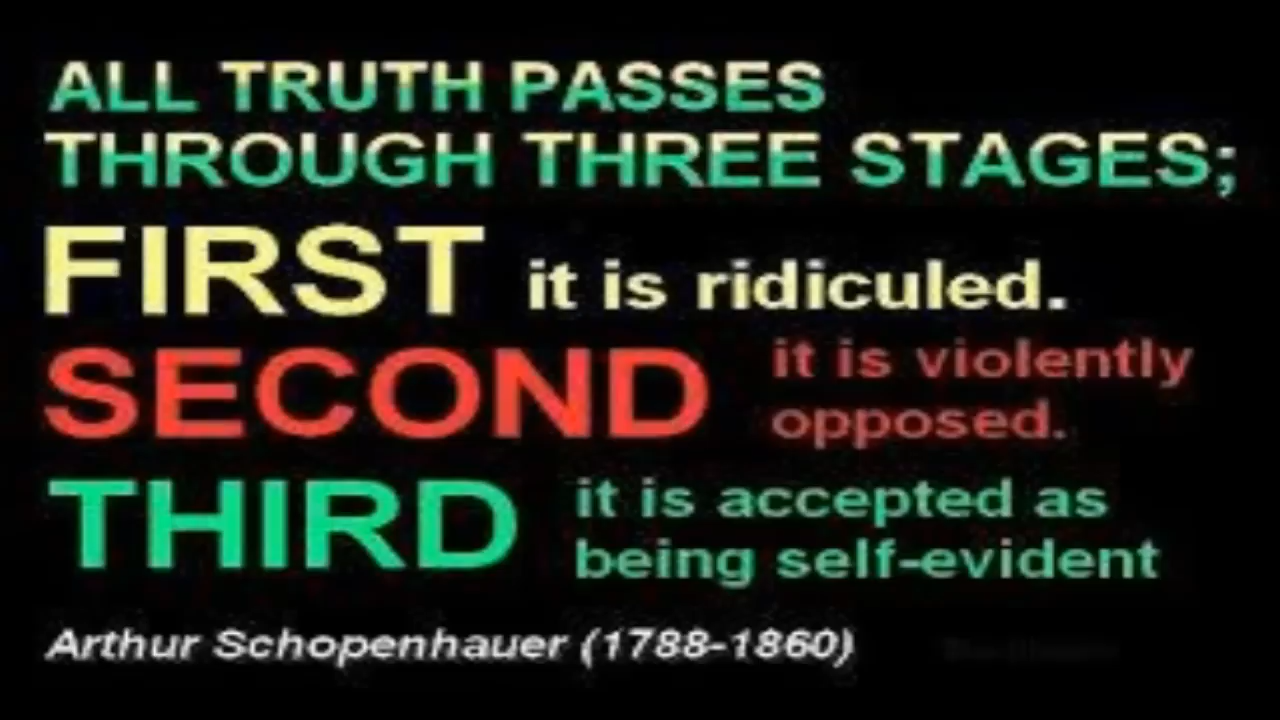 ALL TRUTH PASSES
THROUGH THREE STAGES;
FIRST it is ridiculed.
SECOND it is violently
opposed.
THIRD it is accepted as
being self-evident
Arthur Schopenhauer (1788-1860)